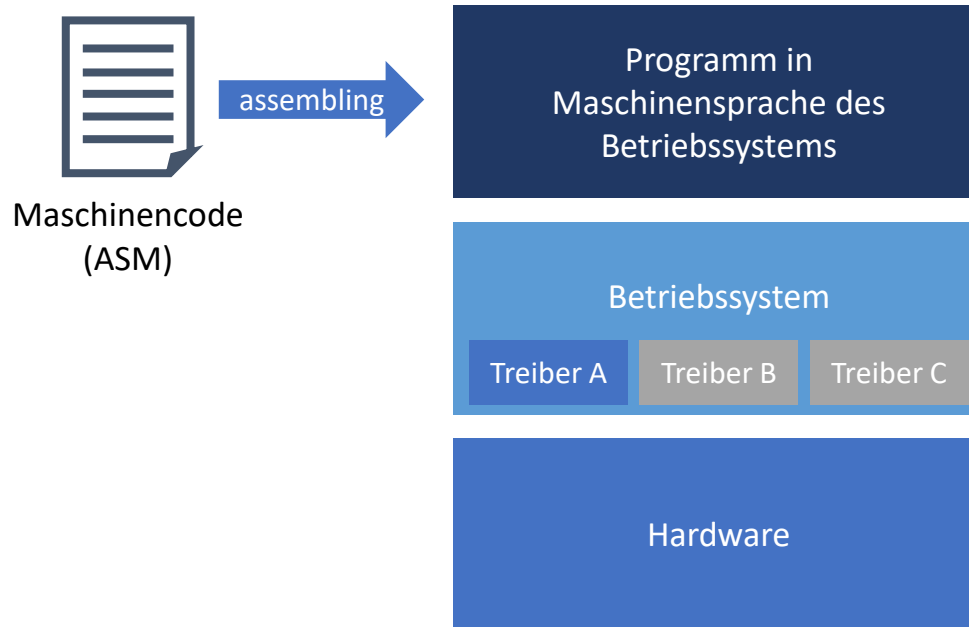 Maschinencode
(ASM)
assembling
Programm in
Maschinensprache des
Betriebssystems
Betriebssystem
Treiber A
Treiber B
Treiber C
Hardware